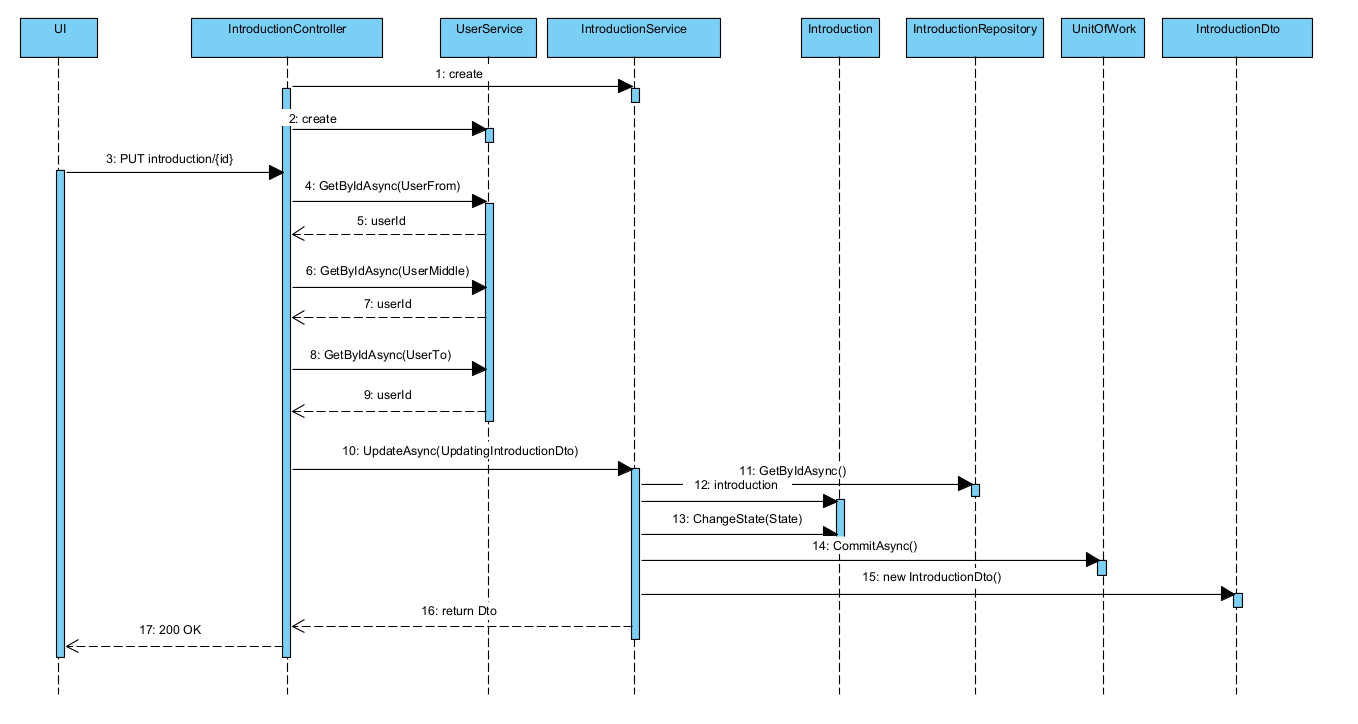 UI
IntroductionController
UserService
IntroductionService
Introduction
IntroductionRepository
UnitOfWork
IntroductionDto
1: create
2: create
3: PUT introduction/{id}
4: GetByIdAsync(UserFrom)
5: userId
6: GetByIdAsync(UserMiddle)
7: userId
8: GetByIdAsync(UserTo)
9: userId
10: UpdateAsync(UpdatingIntroductionDto)
11: GetByIdAsync()
12: introduction
13: ChangeState(State)
14: CommitAsync()
15: new IntroductionDto()
16: return Dto
17: 200 OK